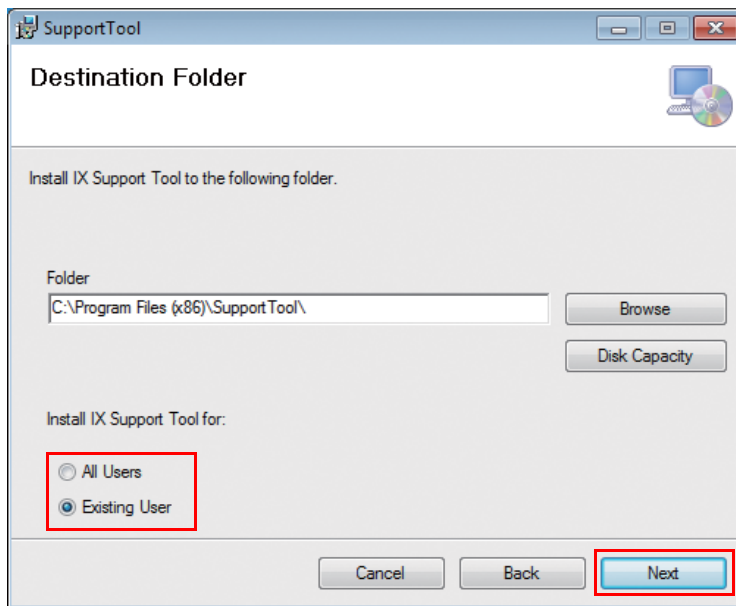 SupportTool
Destination Folder
Install IX Support Tool to the following folder.
Folder
C:\Program Files (x86)\SupportTool\
Browse
Disk Capacity
Install IX Support Tool for:
All Users
Existing User
Cancel
Back
Next